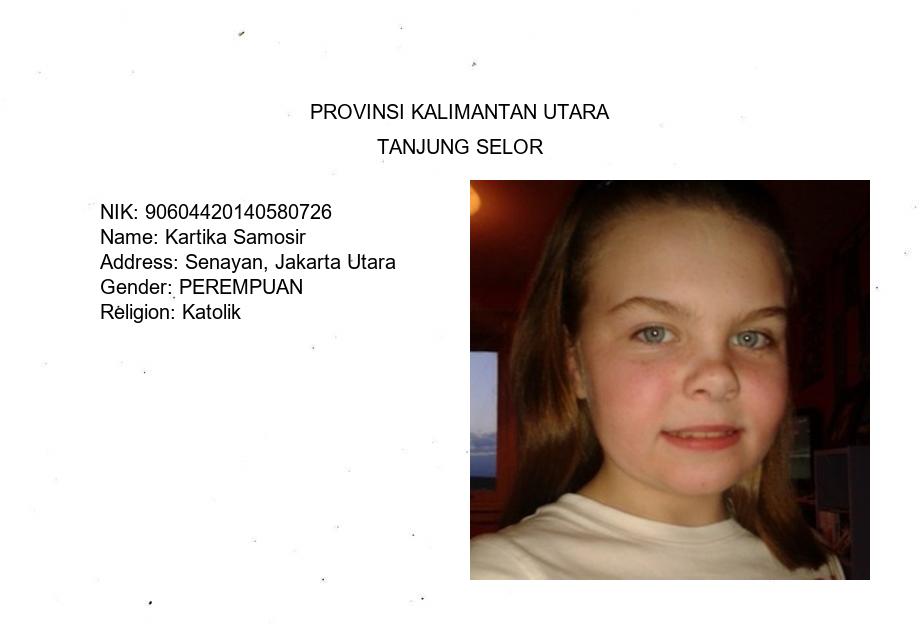 PROVINSI KALIMANTAN UTARA
TANJUNG SELOR
NIK: 90604420140580726
Name: Kartika Samosir
Address: Senayan, Jakarta Utara
Gender: PEREMPUAN
Religion: Katolik